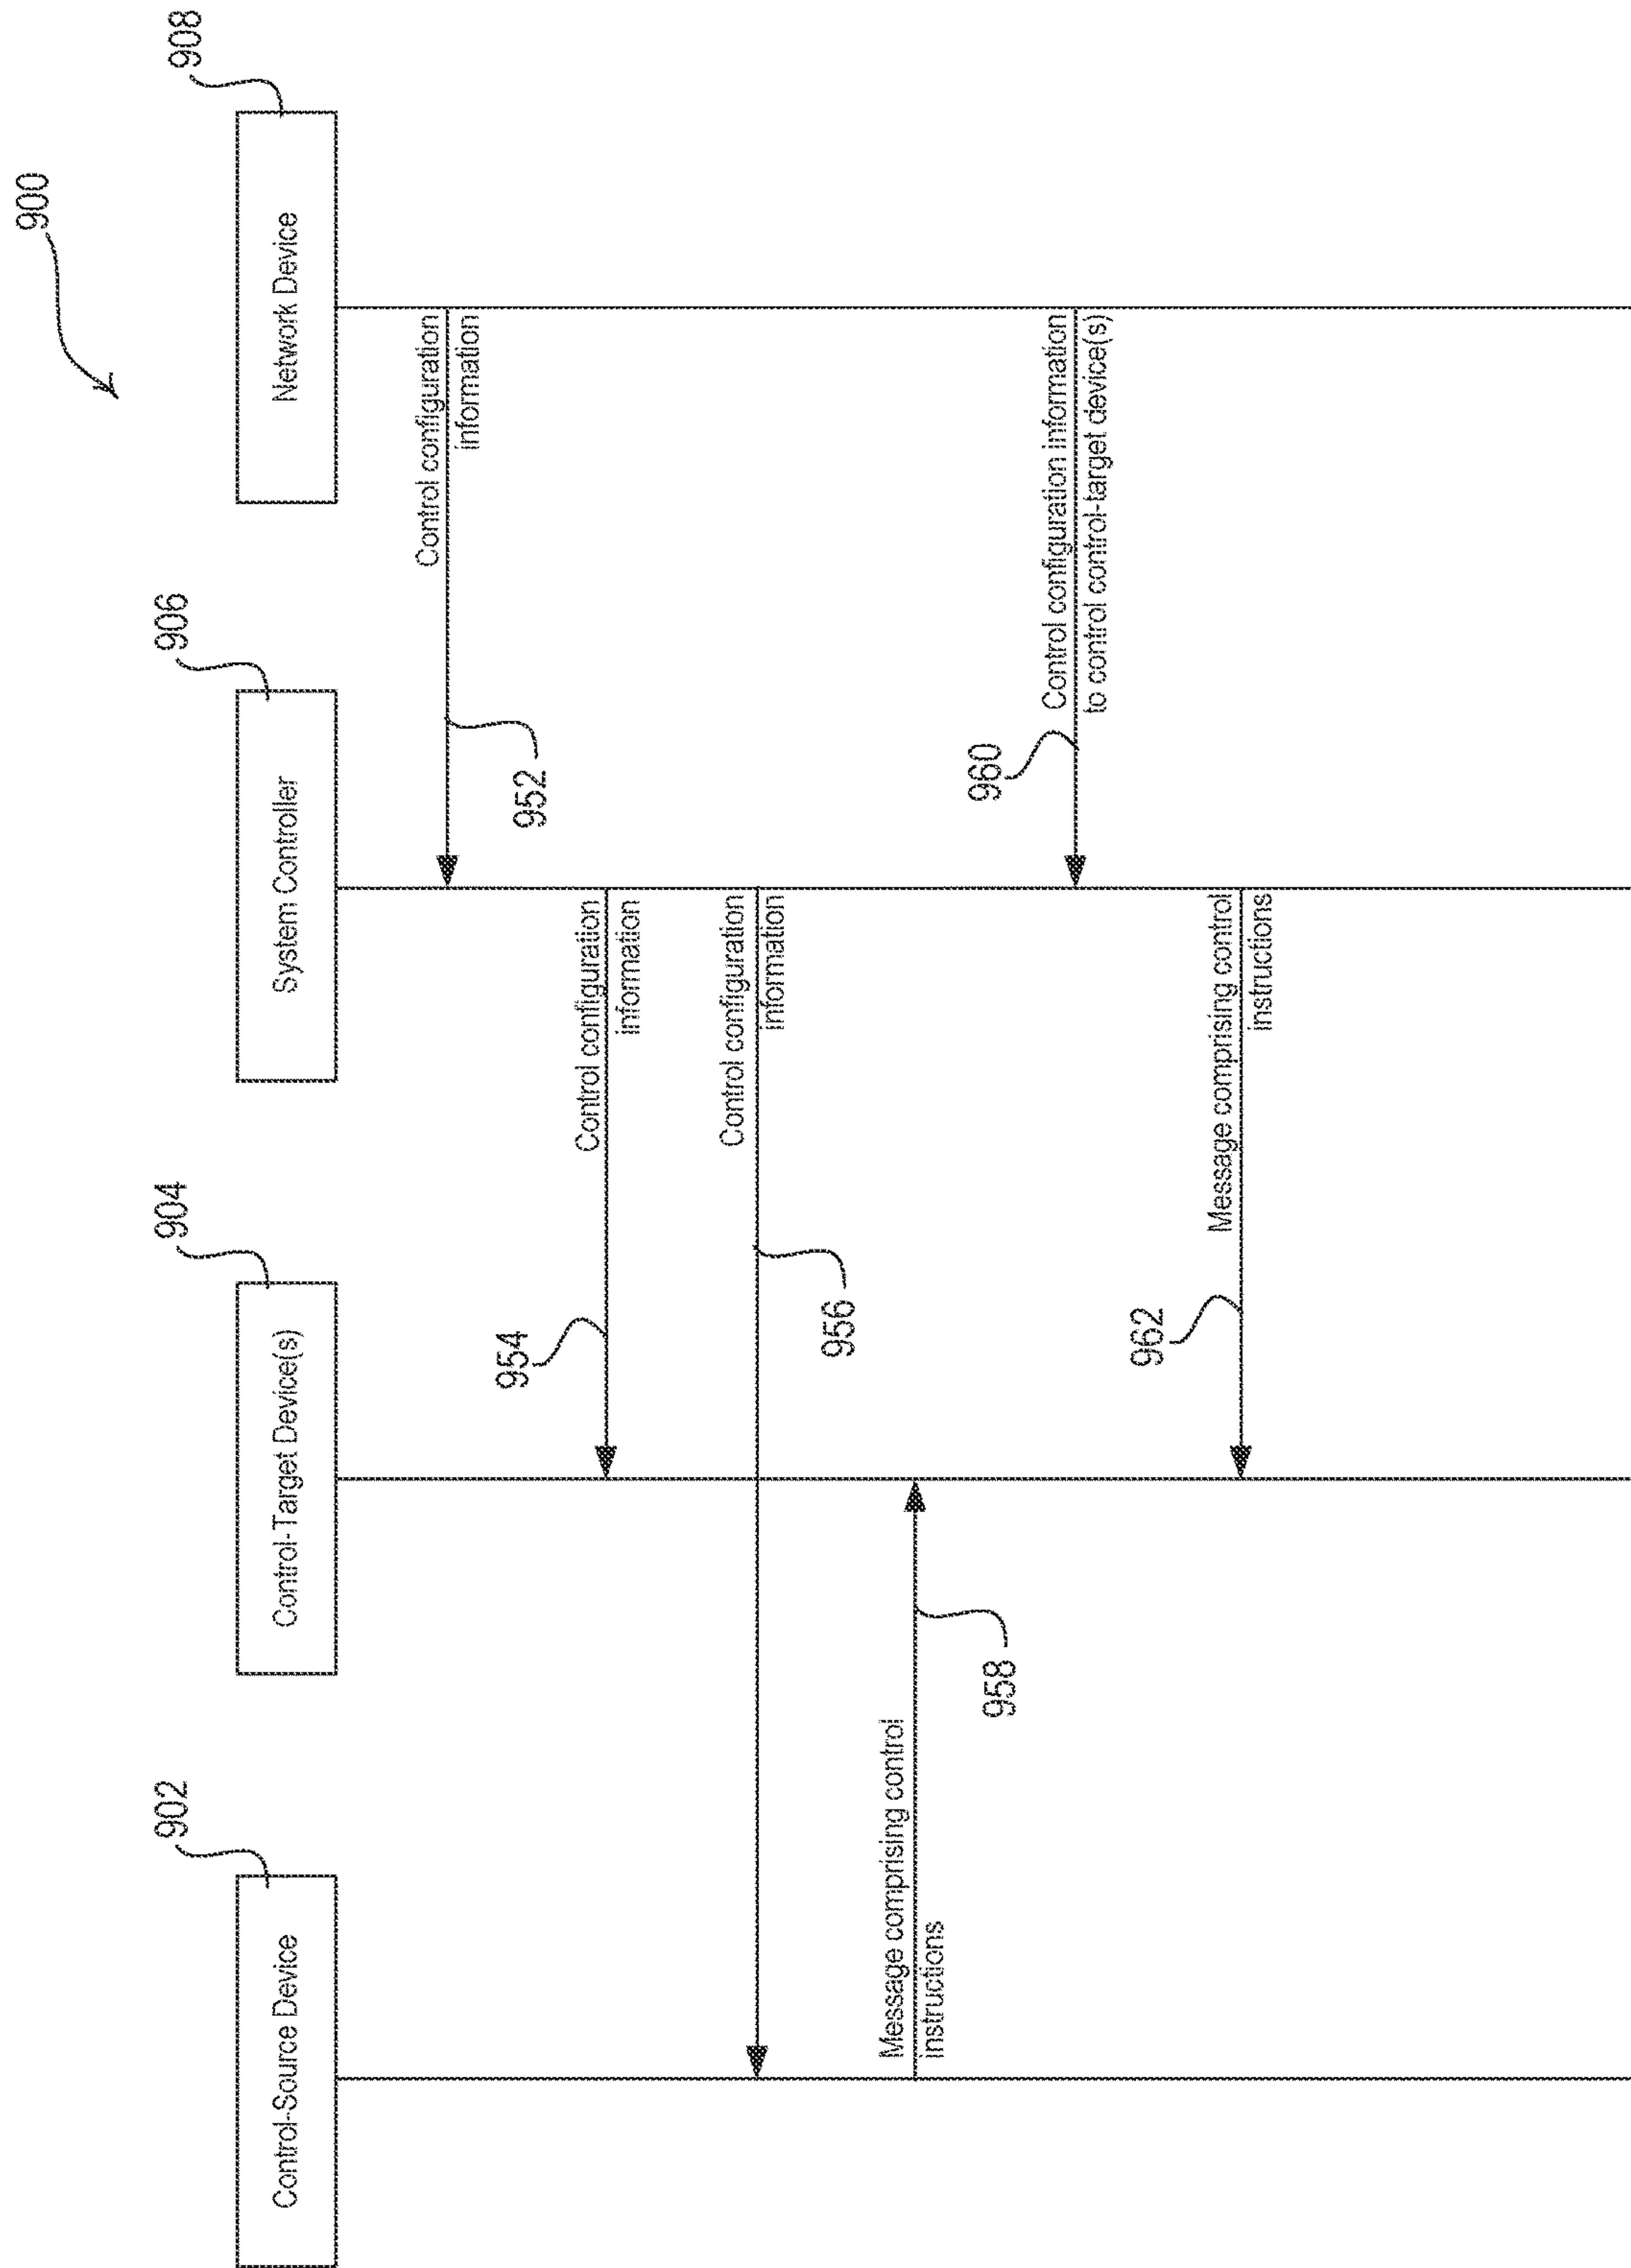 900
Control-Source Device
902
Control-Target Device(s)
904
System Controller
906
Network Device
908
Control configuration
information
952
Control configuration
information
954
Control configuration
information
956
Message comprising control
instructions
958
Control configuration information
to control control-target device(s)
960
Message comprising control
instructions
962